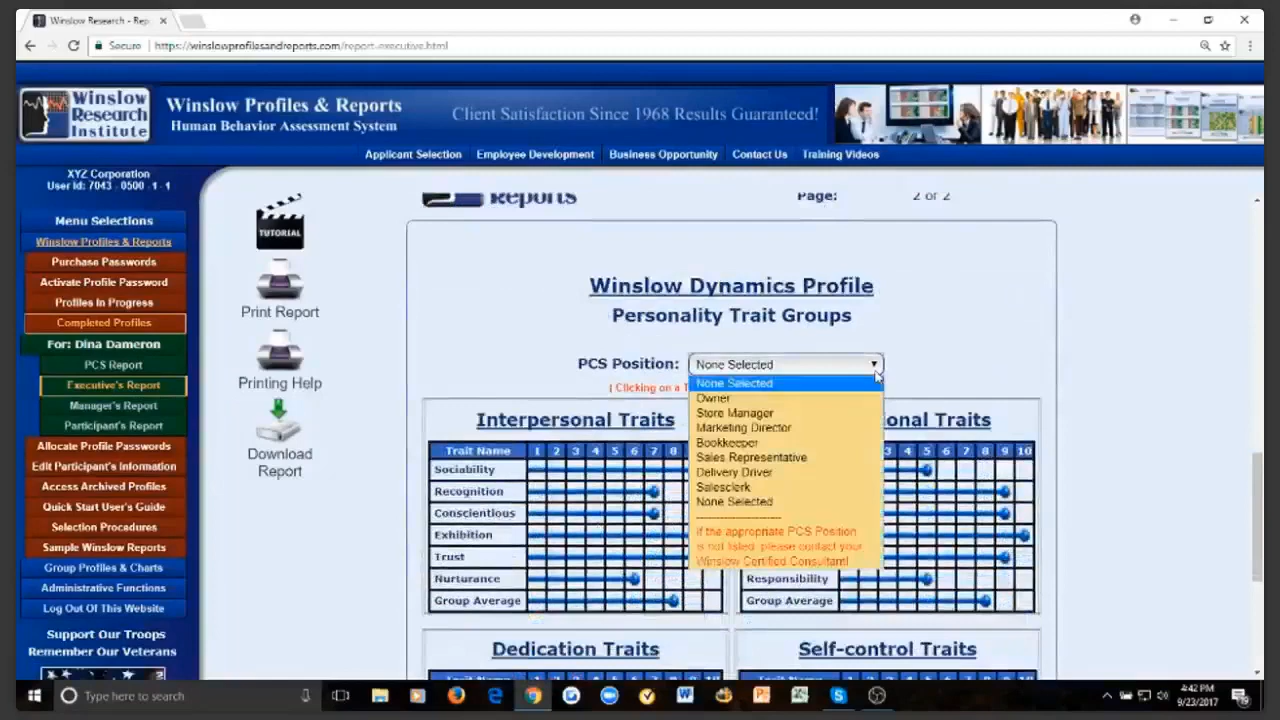 Winslow Research - Rep
Secure | https://winslowprofilesandreports.com/report-executive.html
Winslow
Research
Institute
Winslow Profiles & Reports
Human Behavior Assessment System
Client Satisfaction Since 1968 Results Guaranteed!
Applicant Selection
Employee Development
Business Opportunity
Contact Us
Training Videos
XYZ Corporation
User Id: 7043 - 0500 - 1 - 1
Menu Selections
Winslow Profiles & Reports
Purchase Passwords
Activate Profile Password
Profiles In Progress
Completed Profiles
For: Dina Dameron
PCS Report
Executive's Report
Manager's Report
Participant's Report
Allocate Profile Passwords
Edit Participant's Information
Access Archived Profiles
Quick Start User's Guide
Selection Procedures
Sample Winslow Reports
Group Profiles & Charts
Administrative Functions
Log Out Of This Website
Support Our Troops
Remember Our Veterans
TUTORIAL
Print Report
Printing Help
Download
Report
Reports
Page: 2 of 2
Winslow Dynamics Profile
Personality Trait Groups
PCS Position: None Selected
( Clicking on a T
None Selected
Owner
Store Manager
Marketing Director
Bookkeeper
Sales Representative
Delivery Driver
Salesclerk
None Selected
If the appropriate PCS Position
is not listed, please contact your
Winslow Certified Consultant!
Interpersonal Traits
Trait Name 1 2 3 4 5 6 7 8
Sociability
Recognition
Conscientious
Exhibition
Trust
Nurturance
Group Average
ional Traits
3 4 5 6 7 8 9 10
Responsibility
Group Average
Dedication Traits
Self-control Traits
Type here to search
4:42 PM
9/23/2017